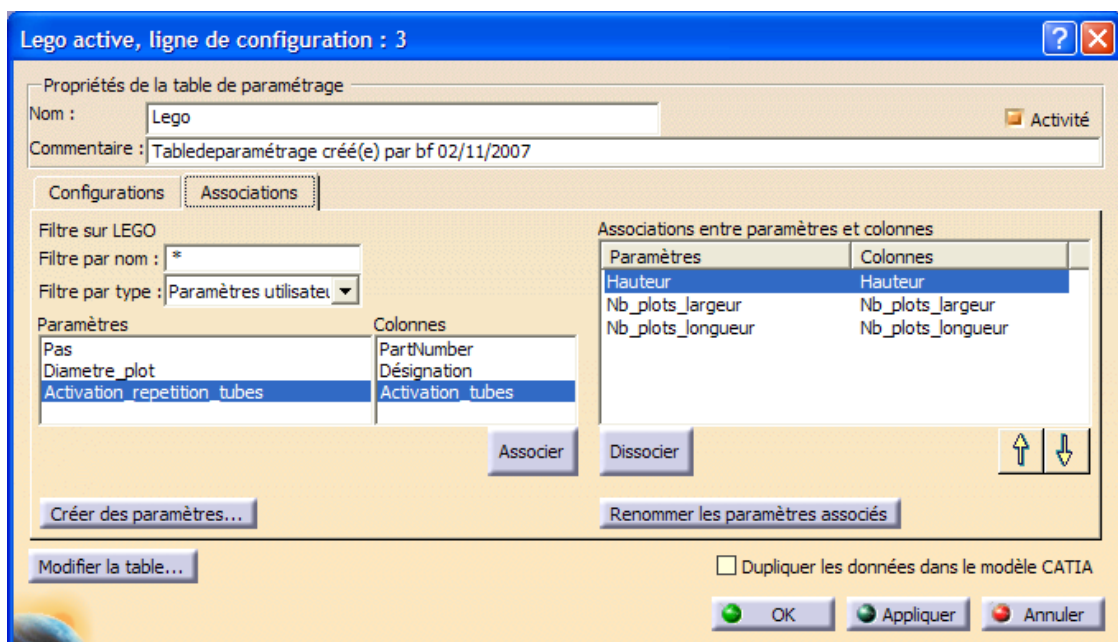 Lego active, ligne de configuration : 3
Propriétés de la table de paramétrage
Nom : Lego
Activité
Commentaire : Tabledeparamétrage créé(e) par bf 02/11/2007
Configurations Associations
Filtre sur LEGO
Filtre par nom : *
Filtre par type : Paramètres utilisateu
Paramètres Colonnes
Pas PartNumber
Diametre_plot Désignation
Activation_repetition_tubes Activation_tubes
Associer
Créer des paramètres...
Associations entre paramètres et colonnes
Paramètres Colonnes
Hauteur Hauteur
Nb_plots_largeur Nb_plots_largeur
Nb_plots_longueur Nb_plots_longueur
Dissocier
Renommer les paramètres associés
Modifier la table...
Dupliquer les données dans le modèle CATIA
OK Appliquer Annuler